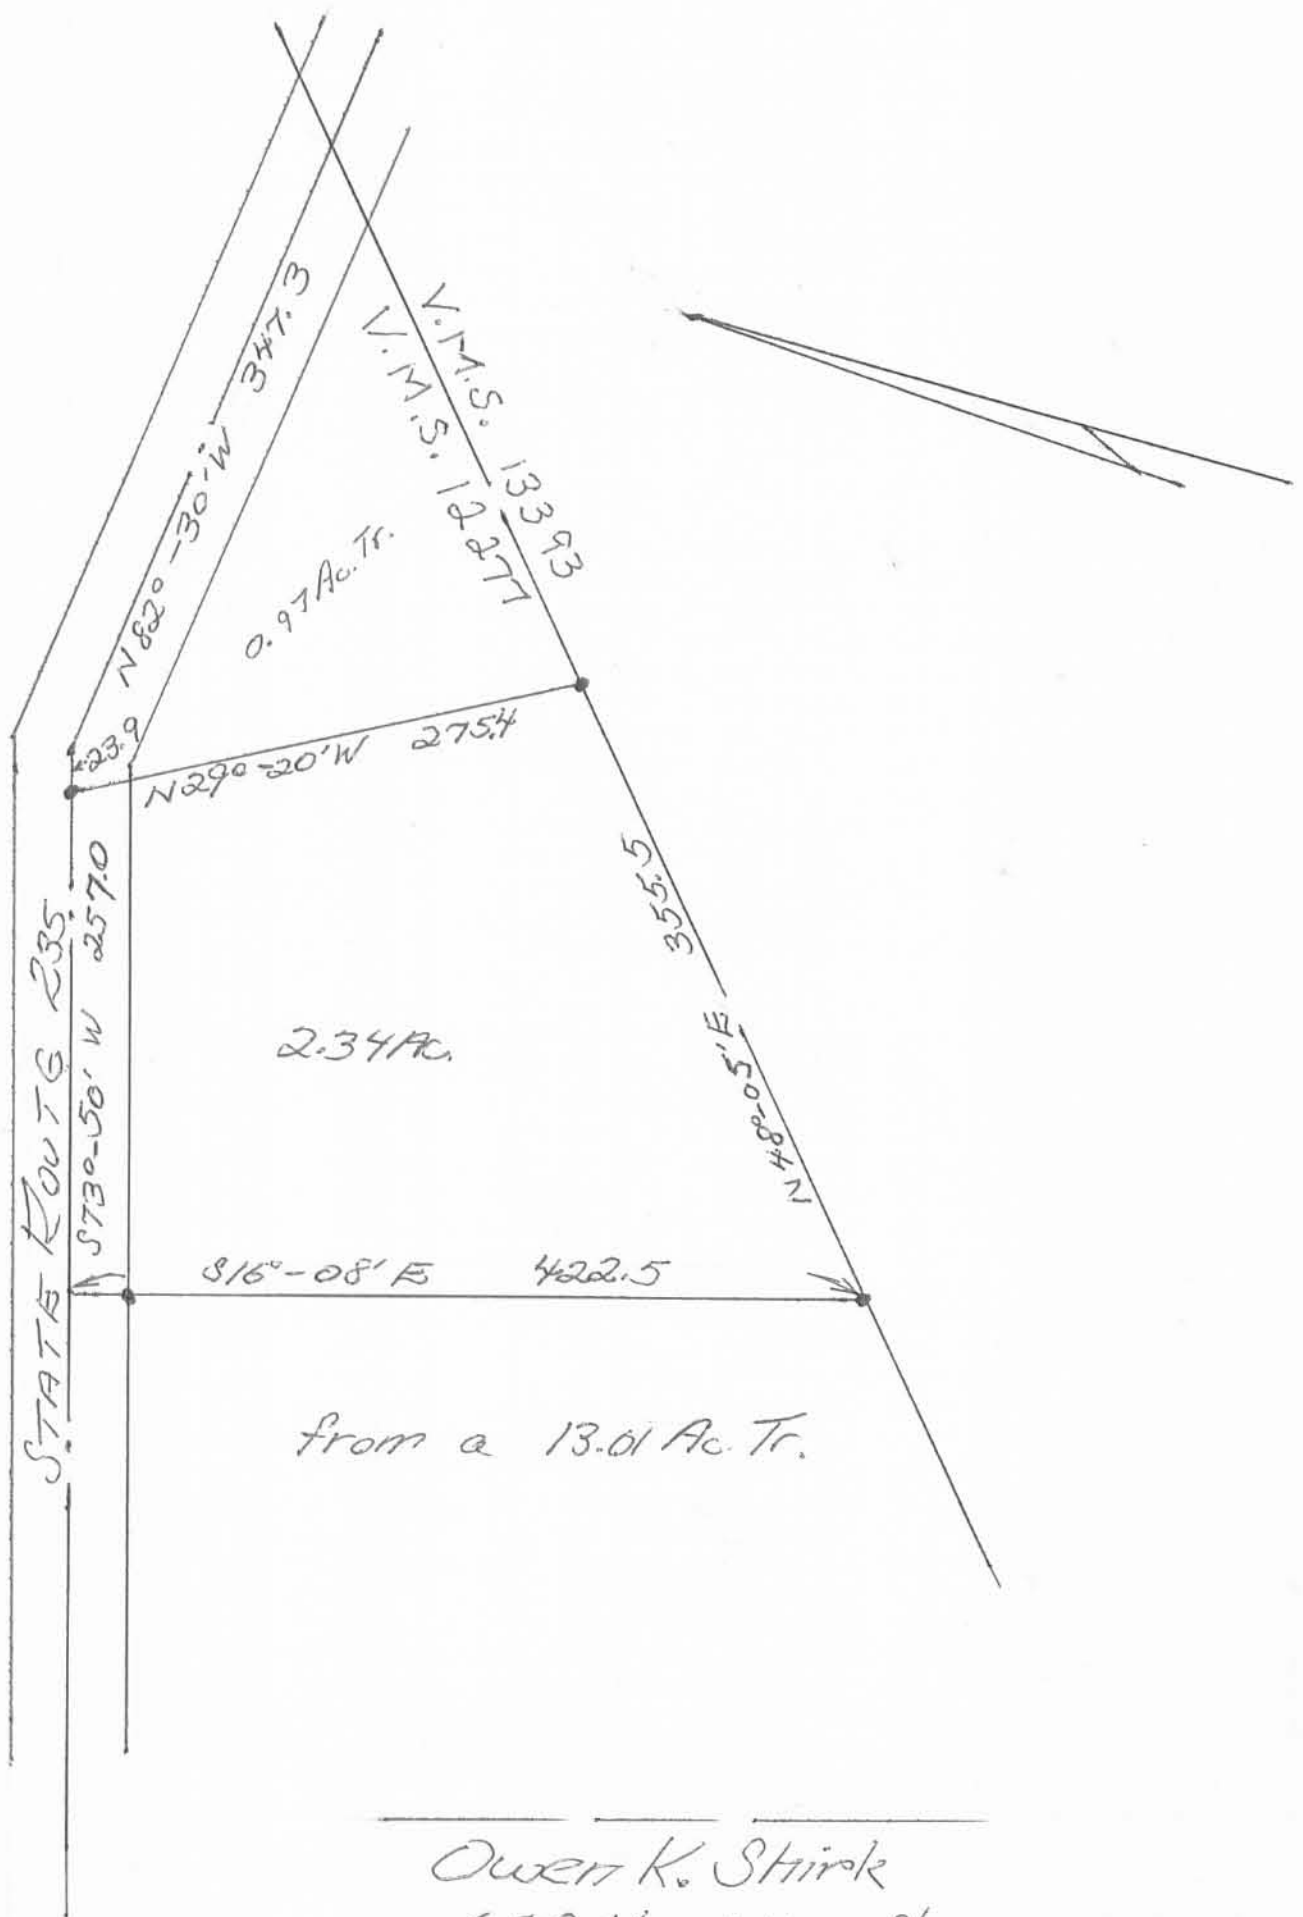 N 82°-30'-W 347.3
V.M.S. 13393
V.M.S. 12277
0.97 Ac. Tr.
23.9
N29°-20'W 275.4
355.5
N48°-05'E
STATE ROUTE 235
S73°-50' W 257.0
2.34 Ac.
S16°-08' E 422.5
from a 13.01 Ac. Tr.
Owen K. Shirk